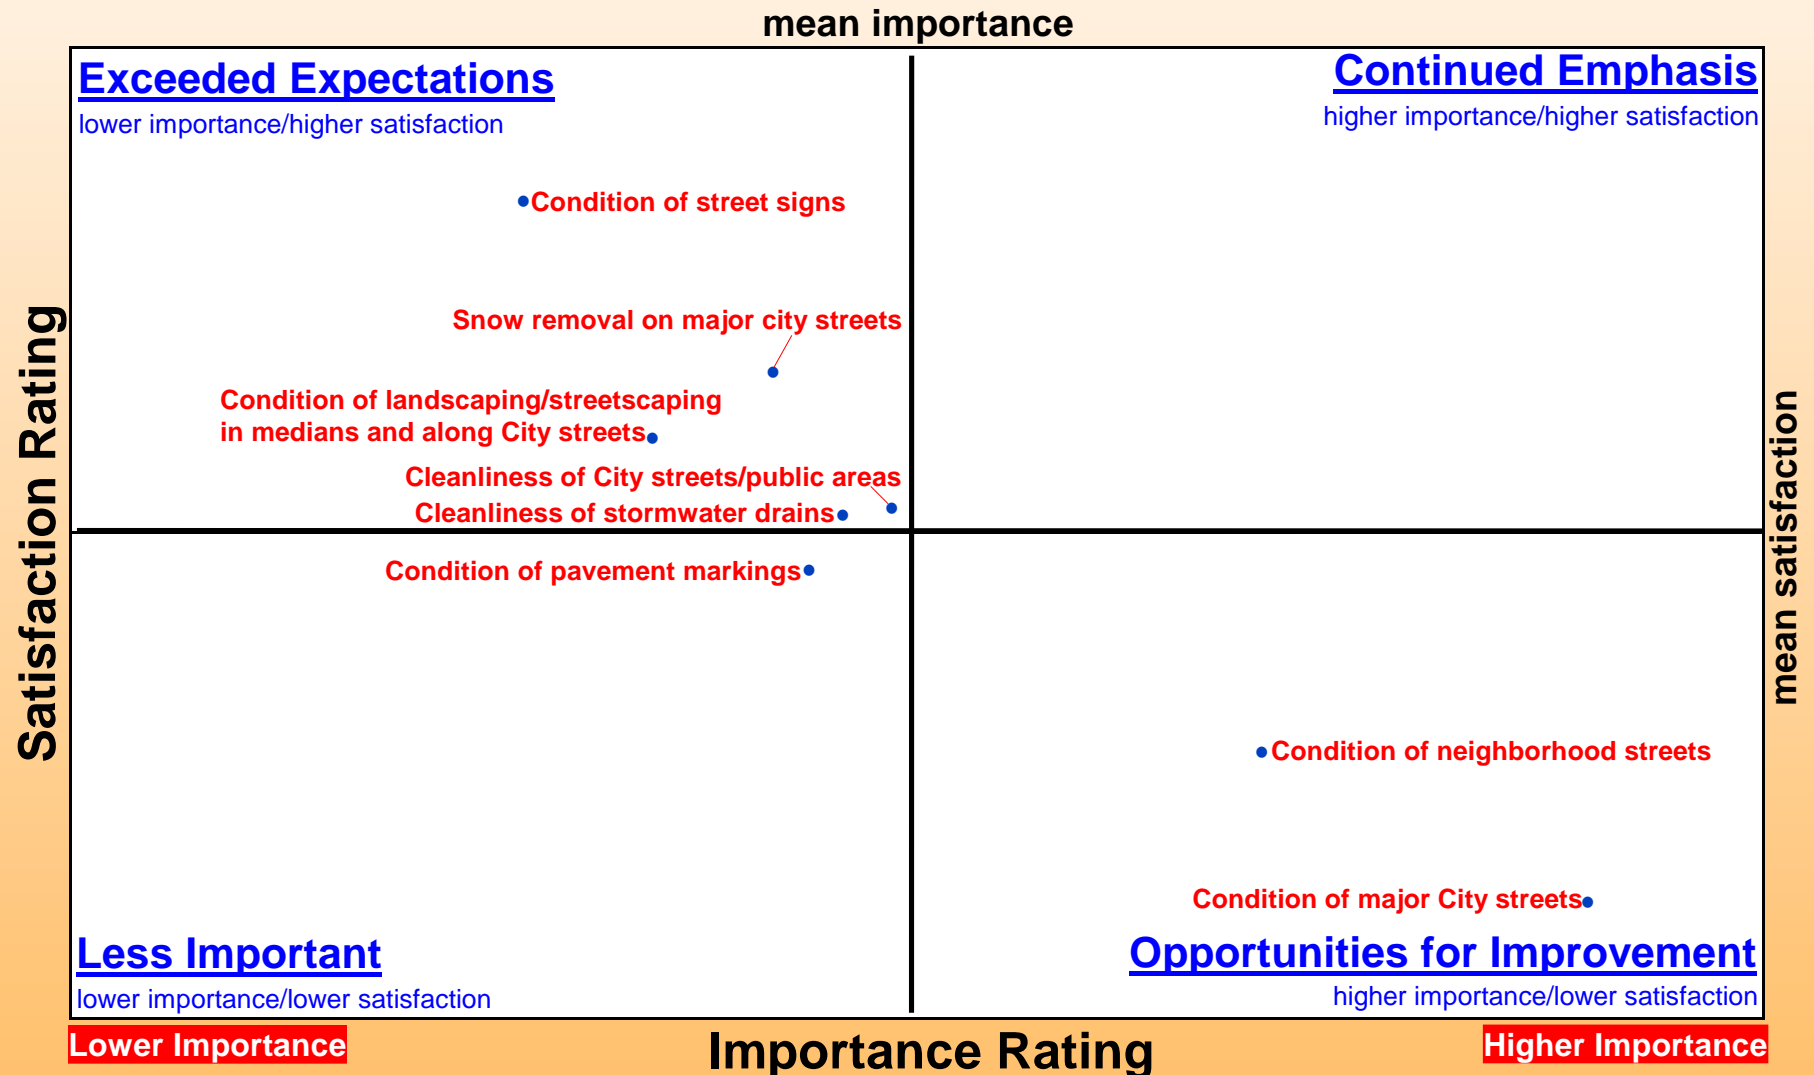 mean importance
Exceeded Expectations
lower importance/higher satisfaction
Continued Emphasis
higher importance/higher satisfaction
Condition of street signs
Snow removal on major city streets
Condition of landscaping/streetscaping
in medians and along City streets
Cleanliness of City streets/public areas
Cleanliness of stormwater drains
Satisfaction Rating
mean satisfaction
Condition of pavement markings
Condition of neighborhood streets
Condition of major City streets
Less Important
lower importance/lower satisfaction
Opportunities for Improvement
higher importance/lower satisfaction
Lower Importance
Importance Rating
Higher Importance